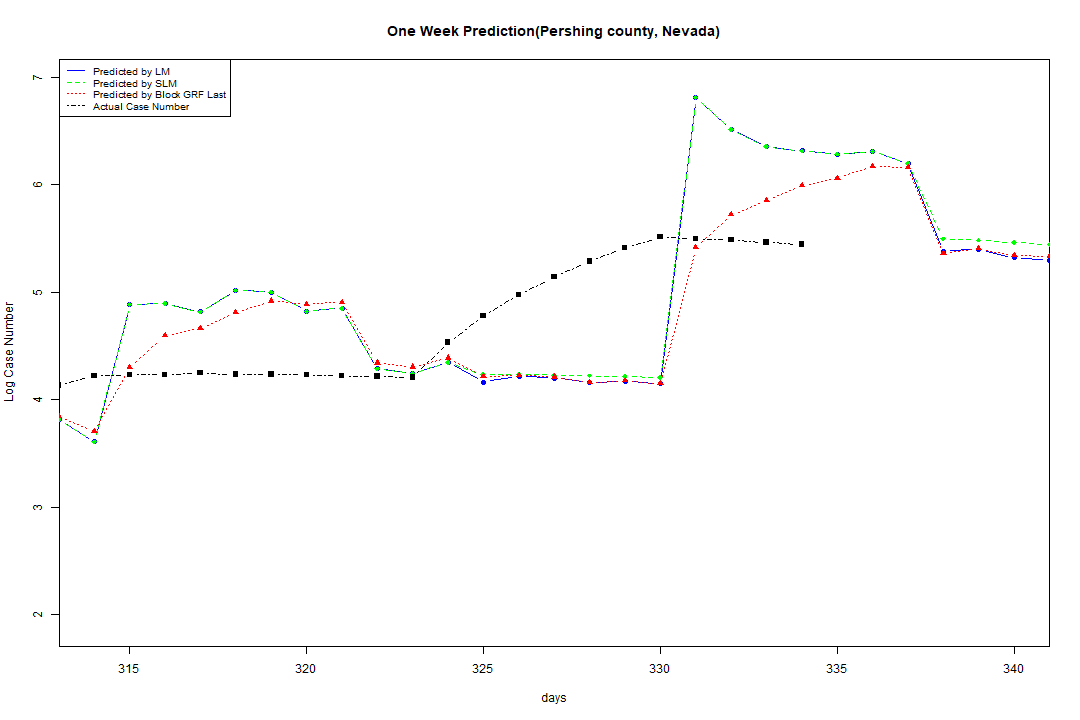 One Week Prediction(Pershing county, Nevada)
Predicted by LM
Predicted by SLM
Predicted by Block GRF Last
Actual Case Number
7
6
5
4
3
2
Log Case Number
315 320 325 330 335 340
days